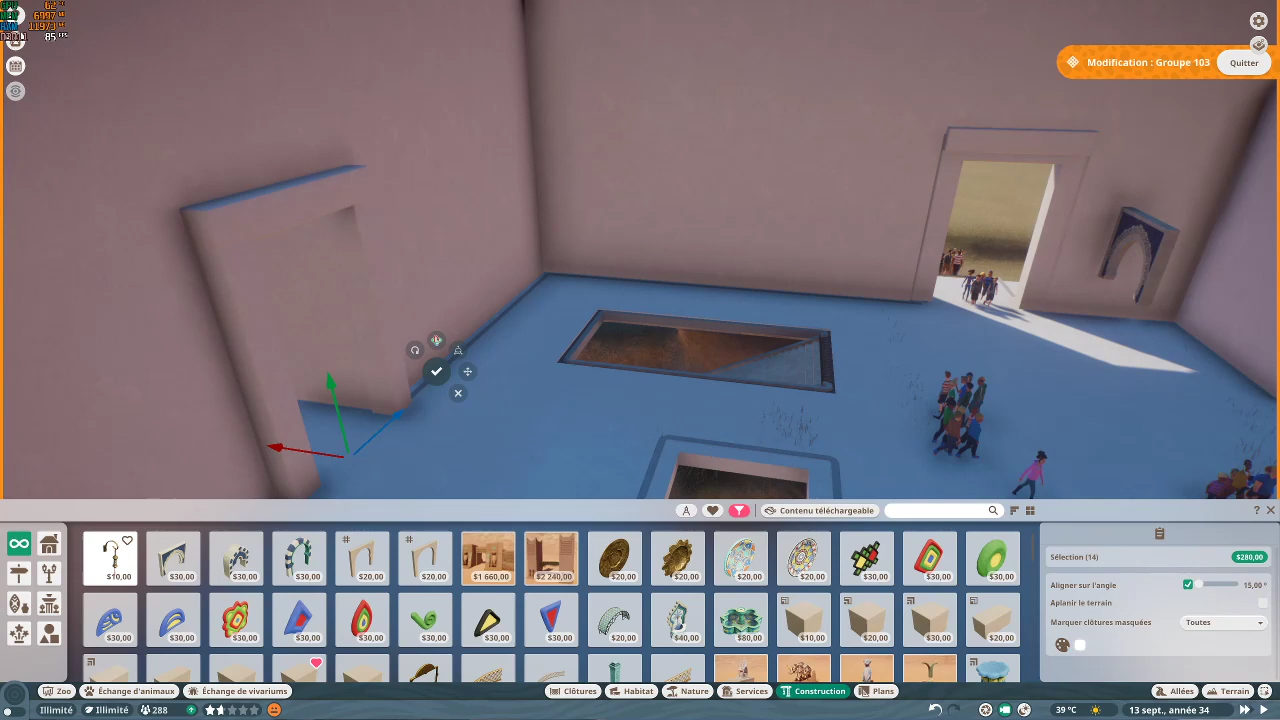 62
6997
11973
85 FPS
Modification : Groupe 103
Quitter
Contenu téléchargeable
$10,00
$30,00
$30,00
$30,00
$20,00
$20,00
$1 660,00
$2 240,00
$20,00
$20,00
$20,00
$20,00
$30,00
$30,00
$30,00
$30,00
$30,00
$30,00
$30,00
$30,00
$30,00
$30,00
$30,00
$20,00
$40,00
$80,00
$10,00
$20,00
$30,00
$20,00
Sélection (14)
$280,00
Aligner sur l'angle
15,00 °
Aplanir le terrain
Marquer clôtures masquées
Toutes
Zoo
Échange d'animaux
Échange de vivariums
Clôtures
Habitat
Nature
Services
Construction
Plans
Allées
Terrain
Illimité
Illimité
288
39 °C
13 sept., année 34